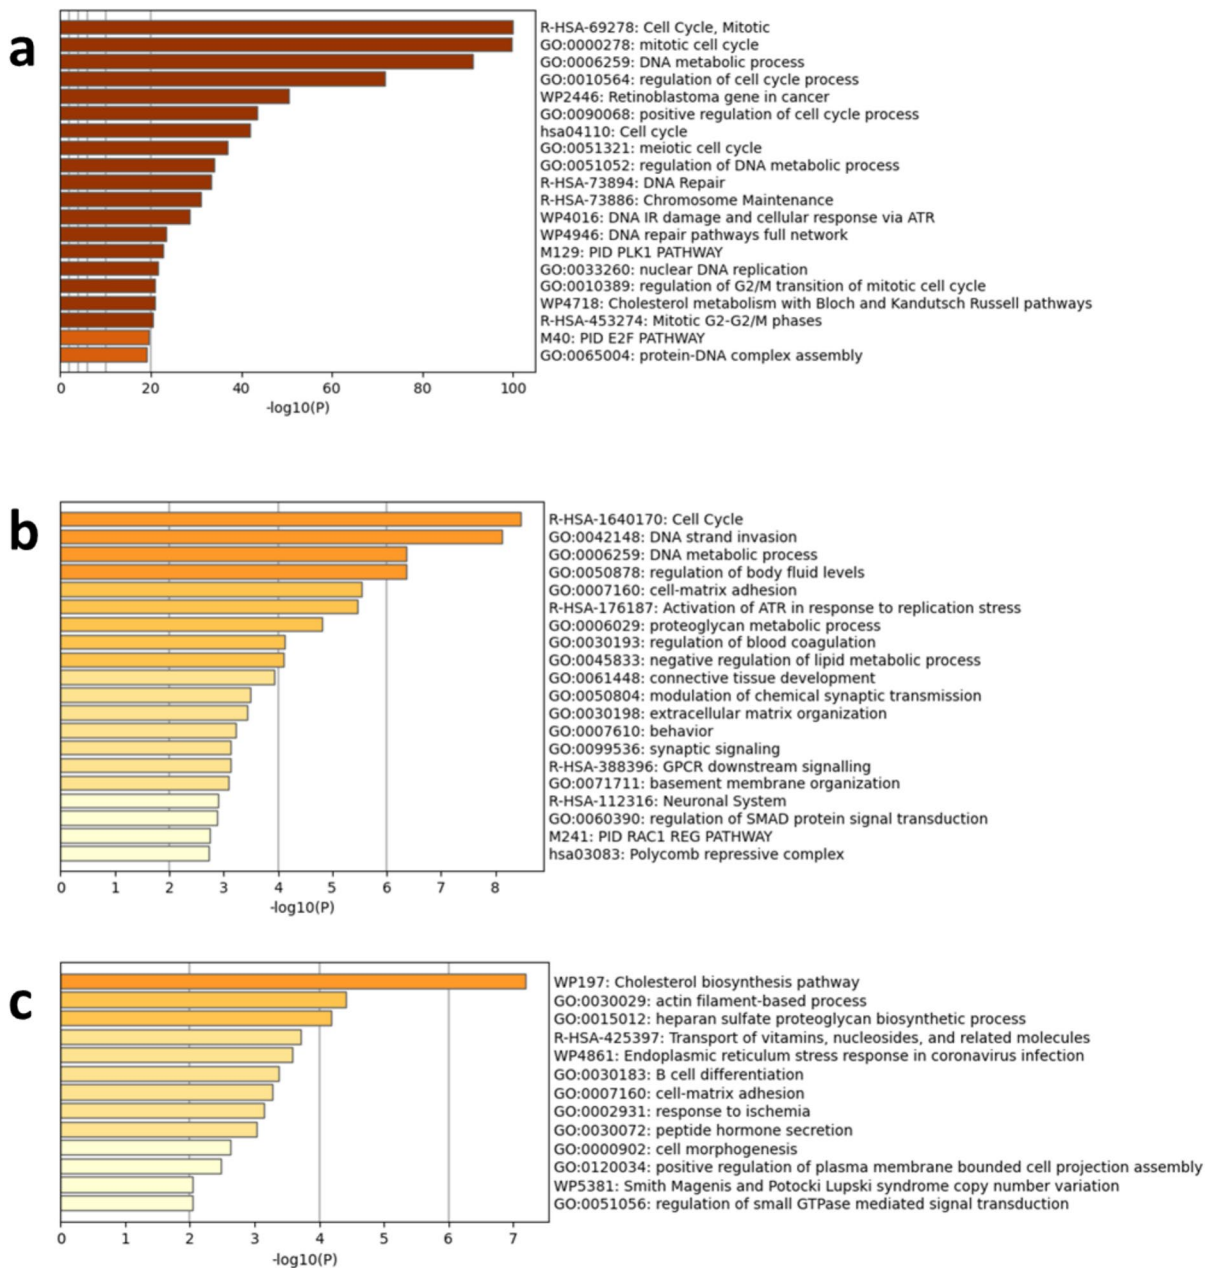 a
R-HSA-69278: Cell Cycle, Mitotic
GO:0000278: mitotic cell cycle
GO:0006259: DNA metabolic process
GO:0010564: regulation of cell cycle process
WP2446: Retinoblastoma gene in cancer
GO:0090068: positive regulation of cell cycle process
hsa04110: Cell cycle
GO:0051321: meiotic cell cycle
GO:0051052: regulation of DNA metabolic process
R-HSA-73894: DNA Repair
R-HSA-73886: Chromosome Maintenance
WP4016: DNA IR damage and cellular response via ATR
WP4946: DNA repair pathways full network
M129: PID PLK1 PATHWAY
GO:0033260: nuclear DNA replication
GO:0010389: regulation of G2/M transition of mitotic cell cycle
WP4718: Cholesterol metabolism with Bloch and Kandutsch Russell pathways
R-HSA-453274: Mitotic G2-G2/M phases
M40: PID E2F PATHWAY
GO:0065004: protein-DNA complex assembly
0 20 40 60 80 100
-log10(P)
b
R-HSA-1640170: Cell Cycle
GO:0042148: DNA strand invasion
GO:0006259: DNA metabolic process
GO:0050878: regulation of body fluid levels
GO:0007160: cell-matrix adhesion
R-HSA-176187: Activation of ATR in response to replication stress
GO:0006029: proteoglycan metabolic process
GO:0030193: regulation of blood coagulation
GO:0045833: negative regulation of lipid metabolic process
GO:0061448: connective tissue development
GO:0050804: modulation of chemical synaptic transmission
GO:0030198: extracellular matrix organization
GO:0007610: behavior
GO:0099536: synaptic signaling
R-HSA-388396: GPCR downstream signalling
GO:0071711: basement membrane organization
R-HSA-112316: Neuronal System
GO:0060390: regulation of SMAD protein signal transduction
M241: PID RAC1 REG PATHWAY
hsa03083: Polycomb repressive complex
0 1 2 3 4 5 6 7 8
-log10(P)
c
WP197: Cholesterol biosynthesis pathway
GO:0030029: actin filament-based process
GO:0015012: heparan sulfate proteoglycan biosynthetic process
R-HSA-425397: Transport of vitamins, nucleosides, and related molecules
WP4861: Endoplasmic reticulum stress response in coronavirus infection
GO:0030183: B cell differentiation
GO:0007160: cell-matrix adhesion
GO:0002931: response to ischemia
GO:0030072: peptide hormone secretion
GO:0000902: cell morphogenesis
GO:0120034: positive regulation of plasma membrane bounded cell projection assembly
WP5381: Smith Magenis and Potocki Lupski syndrome copy number variation
GO:0051056: regulation of small GTPase mediated signal transduction
0 1 2 3 4 5 6 7
-log10(P)